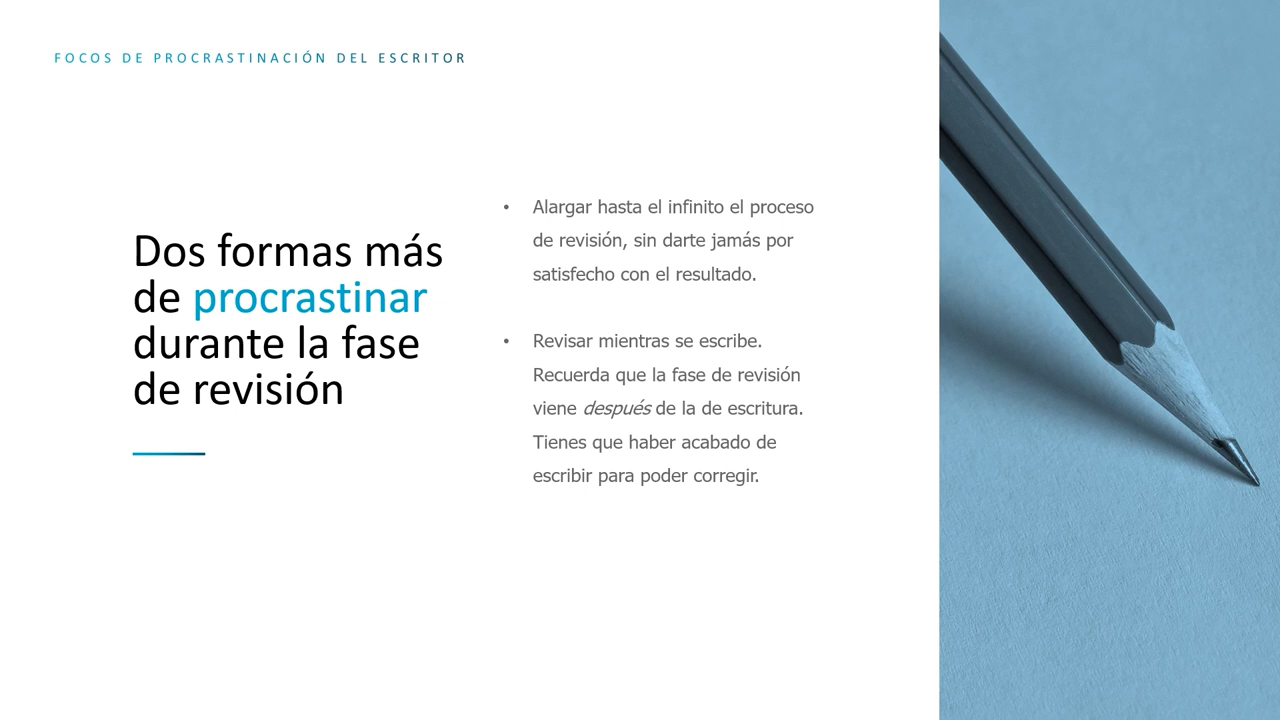 FOCOS DE PROCRASTINACIÓN DEL ESCRITOR
Dos formas más
de procrastinar
durante la fase
de revisión
• Alargar hasta el infinito el proceso
de revisión, sin darte jamás por
satisfecho con el resultado.
• Revisar mientras se escribe.
Recuerda que la fase de revisión
viene después de la de escritura.
Tienes que haber acabado de
escribir para poder corregir.